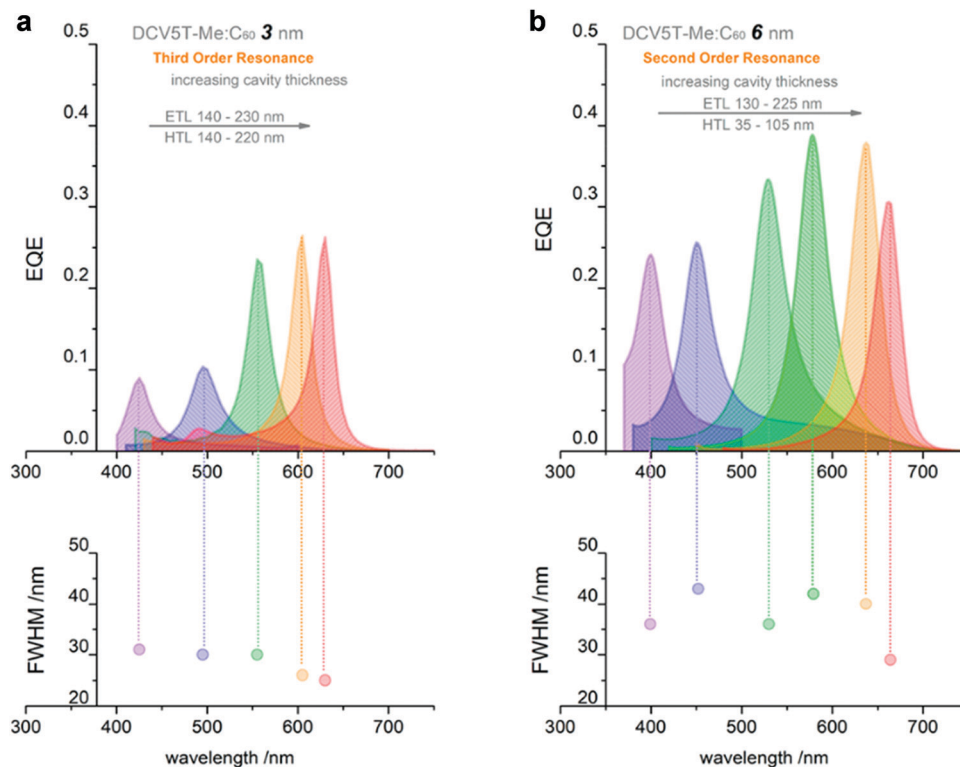 a
DCV5T-Me:C60 3 nm
Third Order Resonance
increasing cavity thickness
ETL 140 - 230 nm
HTL 140 - 220 nm
0.5
0.4
0.3
0.2
0.1
0.0
EQE
300 400 500 600 700
50
40
30
20
FWHM /nm
300 400 500 600 700
wavelength /nm
b
DCV5T-Me:C60 6 nm
Second Order Resonance
increasing cavity thickness
ETL 130 - 225 nm
HTL 35 - 105 nm
0.5
0.4
0.3
0.2
0.1
0.0
EQE
300 400 500 600 700
50
40
30
20
FWHM /nm
300 400 500 600 700
wavelength /nm